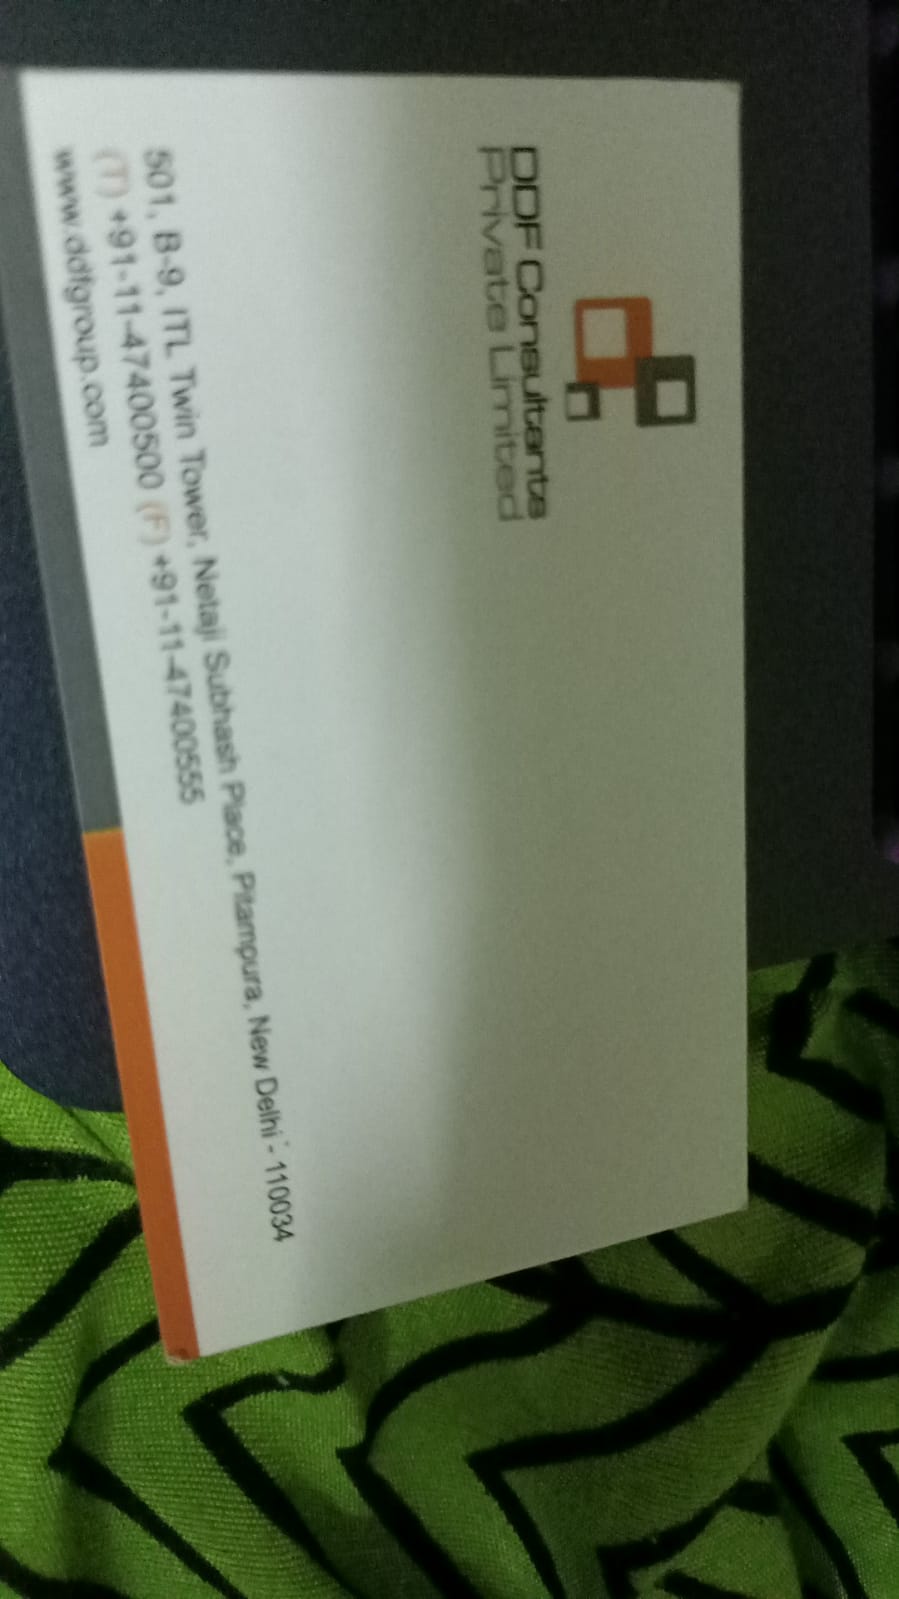 DDF Consultants
Private Limited
501, B-9, ITL Twin Tower, Netaji Subhash Place, Pitampura, New Delhi - 110034
(T) +91-11-47400500 (F) +91-11-47400555
www.ddfgroup.com